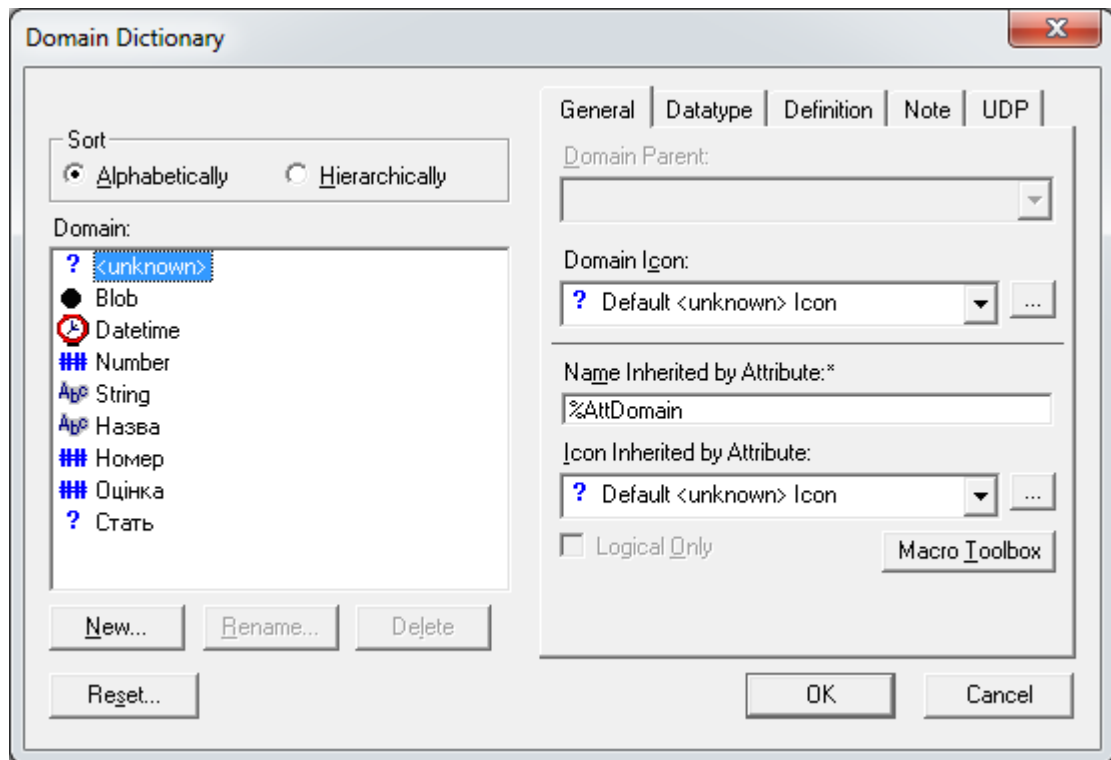 Domain Dictionary
Sort
Alphabetically
Hierarchically
Domain:
? <unknown>
Blob
Datetime
Number
Abc String
Abc Назва
Номер
Оцінка
? Стать
New...
Rename...
Delete
Reset...
General
Datatype
Definition
Note
UDP
Domain Parent:
Domain Icon:
? Default <unknown> Icon
...
Name Inherited by Attribute:*
%AttDomain
Icon Inherited by Attribute:
? Default <unknown> Icon
...
Logical Only
Macro Toolbox
OK
Cancel